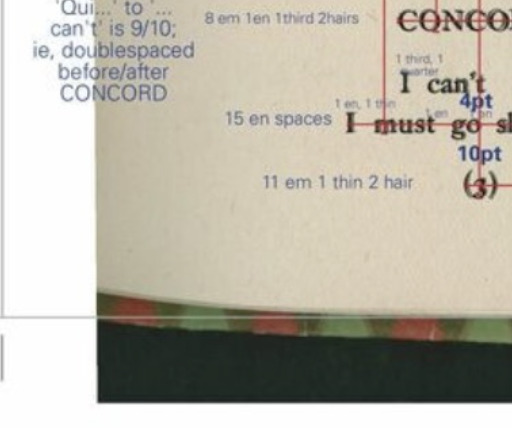 'Qui...' to '...
can't' is 9/10;
ie, doublespaced
before/after
CONCORD
8 em 1en 1third 2hairs
CONCO
1 third, 1
quarter
I can't
4pt
1 en, 1 thin
15 en spaces
I must go
10pt
11 em 1 thin 2 hair
(3)